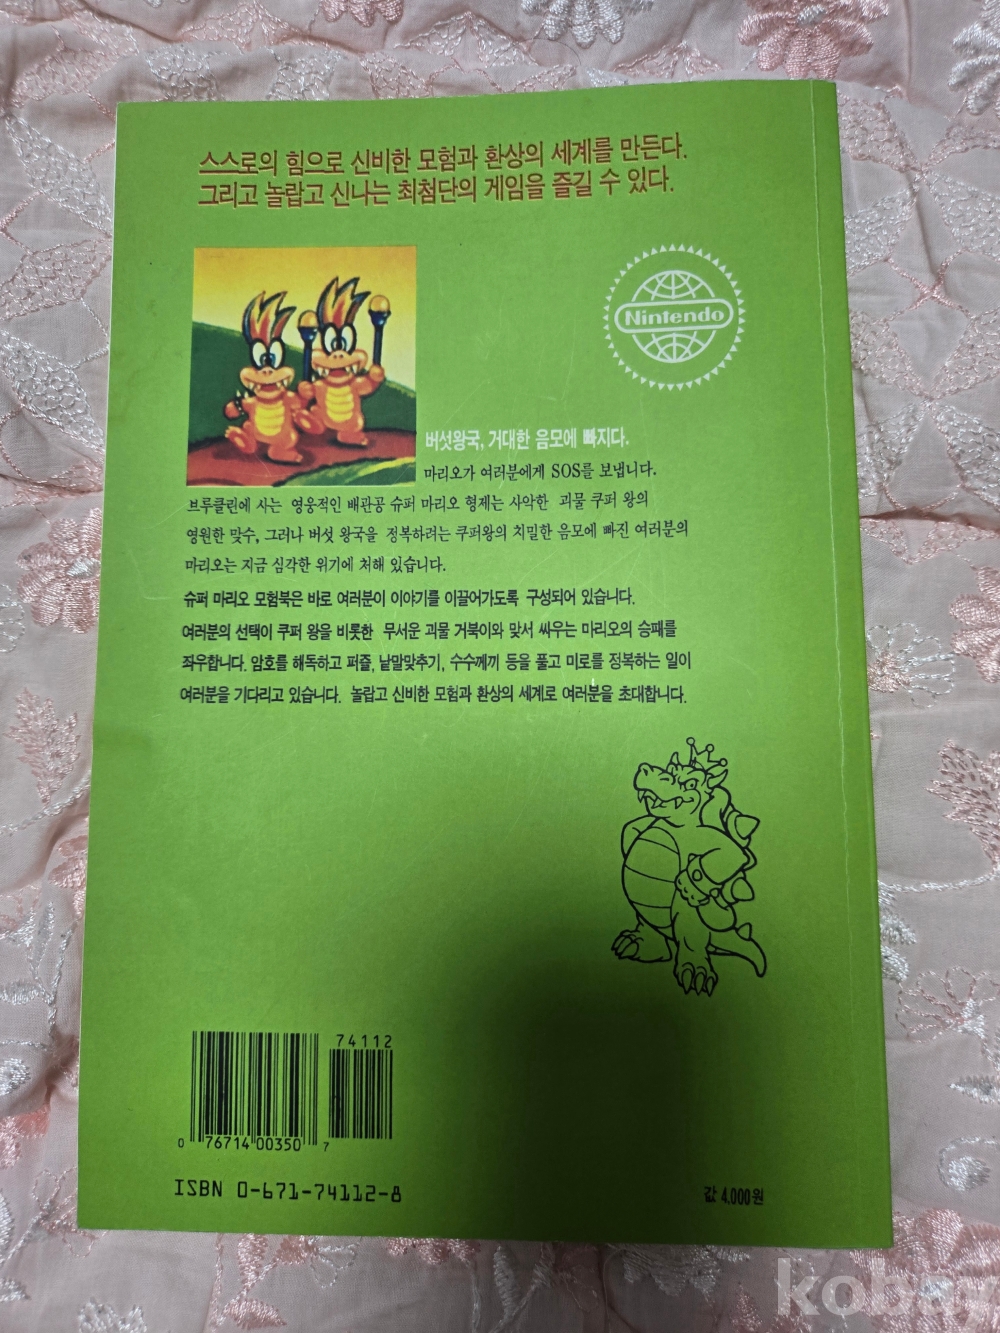 스스로의 힘으로 신비한 모험과 환상의 세계를 만든다.
그리고 놀랍고 신나는 최첨단의 게임을 즐길 수 있다.
Nintendo
버섯왕국, 거대한 음모에 빠지다.
마리오가 여러분에게 SOS를 보냅니다.
브루클린에 사는 영웅적인 배관공 슈퍼 마리오 형제는 사악한 괴물 쿠퍼 왕의
영원한 맞수, 그러나 버섯 왕국을 정복하려는 쿠퍼왕의 치밀한 음모에 빠진 여러분의
마리오는 지금 심각한 위기에 처해 있습니다.
슈퍼 마리오 모험북은 바로 여러분이 이야기를 이끌어가도록 구성되어 있습니다.
여러분의 선택이 쿠퍼 왕을 비롯한 무서운 괴물 거북이와 맞서 싸우는 마리오의 승패를
좌우합니다. 암호를 해독하고 퍼즐, 낱말맞추기, 수수께끼 등을 풀고 미로를 정복하는 일이
여러분을 기다리고 있습니다. 놀랍고 신비한 모험과 환상의 세계로 여러분을 초대합니다.
74112
0 76714 00350 7
ISBN 0-671-74112-8
값 4,000원